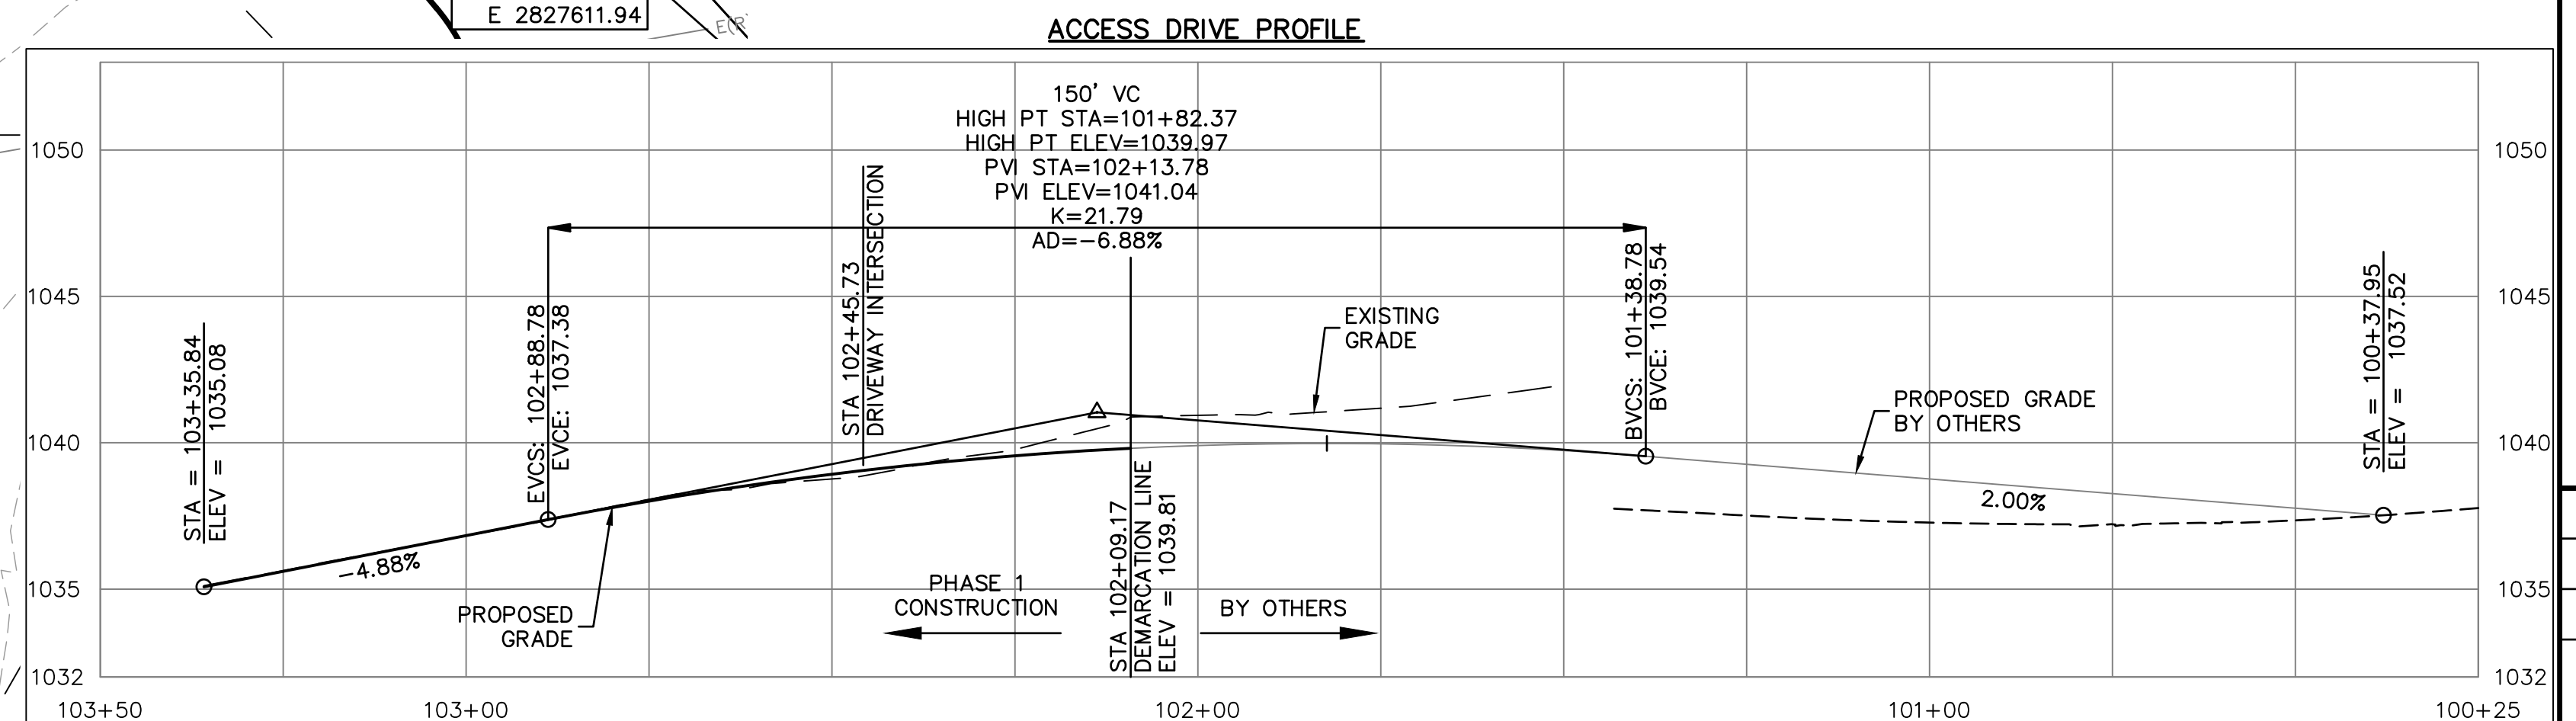 E 2827611.94
ACCESS DRIVE PROFILE
150' VC
HIGH PT STA=101+82.37
HIGH PT ELEV=1039.97
PVI STA=102+13.78
PVI ELEV=1041.04
K=21.79
AD=-6.88%
1050
1050
1045
1045
1040
1040
1035
1035
1032
1032
STA = 103+35.84
ELEV = 1035.08
-4.88%
EVCS: 102+88.78
EVCE: 1037.38
PROPOSED
GRADE
STA 102+45.73
DRIVEWAY INTERSECTION
PHASE 1
CONSTRUCTION
STA 102+09.17
DEMARCATION LINE
ELEV = 1039.81
BY OTHERS
EXISTING
GRADE
BVCS: 101+38.78
BVCE: 1039.54
PROPOSED GRADE
BY OTHERS
2.00%
STA = 100+37.95
ELEV = 1037.52
103+50
103+00
102+00
101+00
100+25